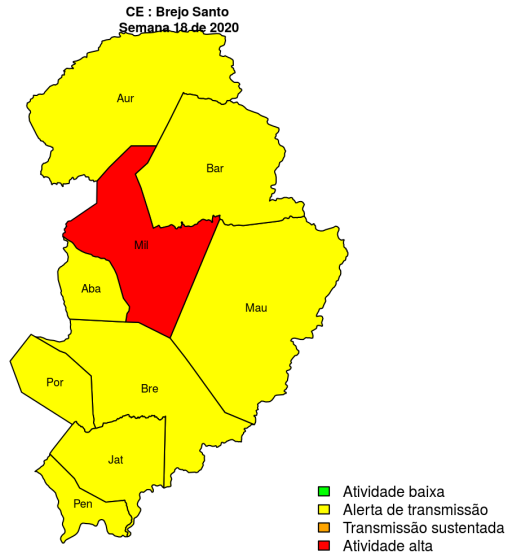 CE : Brejo Santo
Semana 18 de 2020
Aur
Bar
Mil
Aba
Mau
Por
Bre
Jat
Pen
Atividade baixa
Alerta de transmissão
Transmissão sustentada
Atividade alta